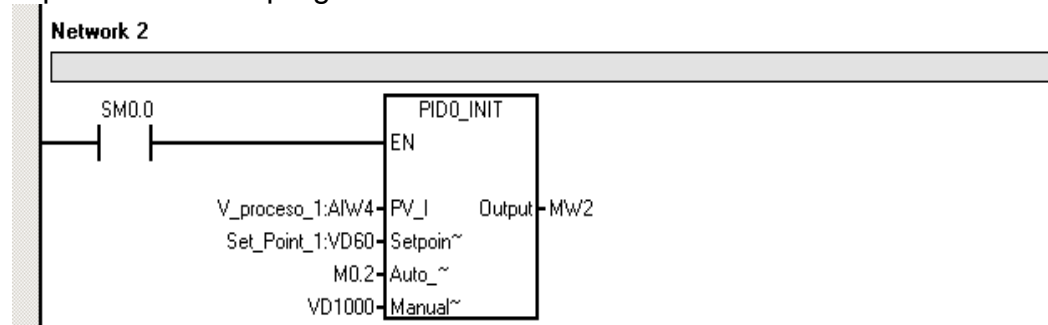 Network 2
SM0.0
PID0_INIT
EN
V_proceso_1:AIW4 PV_I Output MW2
Set_Point_1:VD60 Setpoin~
M0.2 Auto_~
VD1000 Manual~